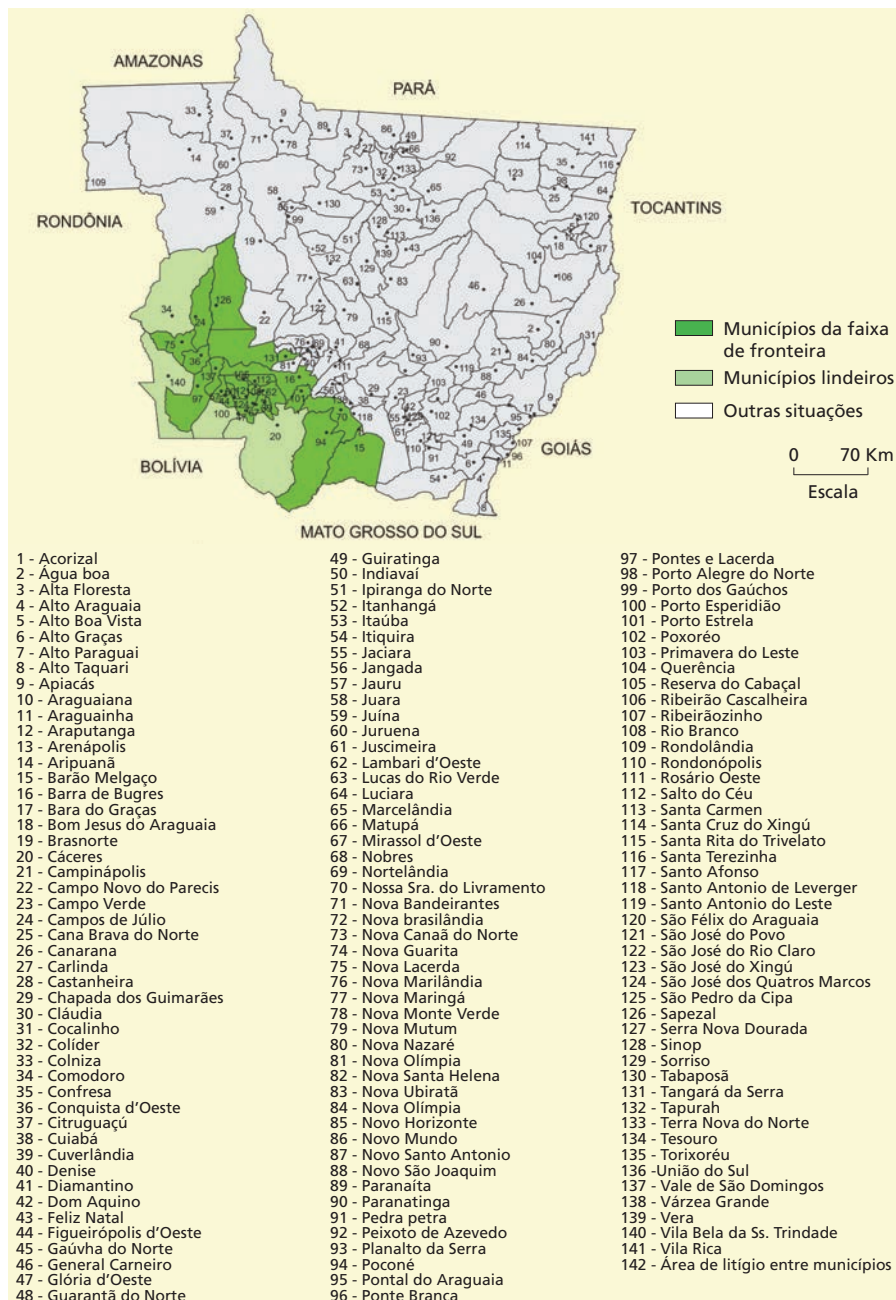 AMAZONAS
PARÁ
RONDÔNIA
TOCANTINS
BOLÍVIA
GOIÁS
MATO GROSSO DO SUL
Municípios da faixa
de fronteira
Municípios lindeiros
Outras situações
0 70 Km
Escala
1 - Acorizal
2 - Água boa
3 - Alta Floresta
4 - Alto Araguaia
5 - Alto Boa Vista
6 - Alto Graças
7 - Alto Paraguai
8 - Alto Taquari
9 - Apiacás
10 - Araguaiana
11 - Araguainha
12 - Araputanga
13 - Arenápolis
14 - Aripuanã
15 - Barão Melgaço
16 - Barra de Bugres
17 - Bara do Graças
18 - Bom Jesus do Araguaia
19 - Brasnorte
20 - Cáceres
21 - Campinápolis
22 - Campo Novo do Parecis
23 - Campo Verde
24 - Campos de Júlio
25 - Cana Brava do Norte
26 - Canarana
27 - Carlinda
28 - Castanheira
29 - Chapada dos Guimarães
30 - Cláudia
31 - Cocalinho
32 - Colíder
33 - Colniza
34 - Comodoro
35 - Confresa
36 - Conquista d'Oeste
37 - Citruguaçú
38 - Cuiabá
39 - Cuverlândia
40 - Denise
41 - Diamantino
42 - Dom Aquino
43 - Feliz Natal
44 - Figueirópolis d'Oeste
45 - Gaúvha do Norte
46 - General Carneiro
47 - Glória d'Oeste
48 - Guarantã do Norte
49 - Guiratinga
50 - Indiavaí
51 - Ipiranga do Norte
52 - Itanhangá
53 - Itaúba
54 - Itiquira
55 - Jaciara
56 - Jangada
57 - Jauru
58 - Juara
59 - Juína
60 - Juruena
61 - Juscimeira
62 - Lambari d'Oeste
63 - Lucas do Rio Verde
64 - Luciara
65 - Marcelândia
66 - Matupá
67 - Mirassol d'Oeste
68 - Nobres
69 - Nortelândia
70 - Nossa Sra. do Livramento
71 - Nova Bandeirantes
72 - Nova brasilândia
73 - Nova Canaã do Norte
74 - Nova Guarita
75 - Nova Lacerda
76 - Nova Marilândia
77 - Nova Maringá
78 - Nova Monte Verde
79 - Nova Mutum
80 - Nova Nazaré
81 - Nova Olímpia
82 - Nova Santa Helena
83 - Nova Ubiratã
84 - Nova Olímpia
85 - Novo Horizonte
86 - Novo Mundo
87 - Novo Santo Antonio
88 - Novo São Joaquim
89 - Paranaíta
90 - Paranatinga
91 - Pedra petra
92 - Peixoto de Azevedo
93 - Planalto da Serra
94 - Poconé
95 - Pontal do Araguaia
96 - Ponte Branca
97 - Pontes e Lacerda
98 - Porto Alegre do Norte
99 - Porto dos Gaúchos
100 - Porto Esperidião
101 - Porto Estrela
102 - Poxoréo
103 - Primavera do Leste
104 - Querência
105 - Reserva do Cabaçal
106 - Ribeirão Cascalheira
107 - Ribeirãozinho
108 - Rio Branco
109 - Rondolândia
110 - Rondonópolis
111 - Rosário Oeste
112 - Salto do Céu
113 - Santa Carmen
114 - Santa Cruz do Xingú
115 - Santa Rita do Trivelato
116 - Santa Terezinha
117 - Santo Afonso
118 - Santo Antonio de Leverger
119 - Santo Antonio do Leste
120 - São Félix do Araguaia
121 - São José do Povo
122 - São José do Rio Claro
123 - São José do Xingú
124 - São José dos Quatros Marcos
125 - São Pedro da Cipa
126 - Sapezal
127 - Serra Nova Dourada
128 - Sinop
129 - Sorriso
130 - Tabaposã
131 - Tangará da Serra
132 - Tapurah
133 - Terra Nova do Norte
134 - Tesouro
135 - Torixoréu
136 -União do Sul
137 - Vale de São Domingos
138 - Várzea Grande
139 - Vera
140 - Vila Bela da Ss. Trindade
141 - Vila Rica
142 - Área de litígio entre municípios